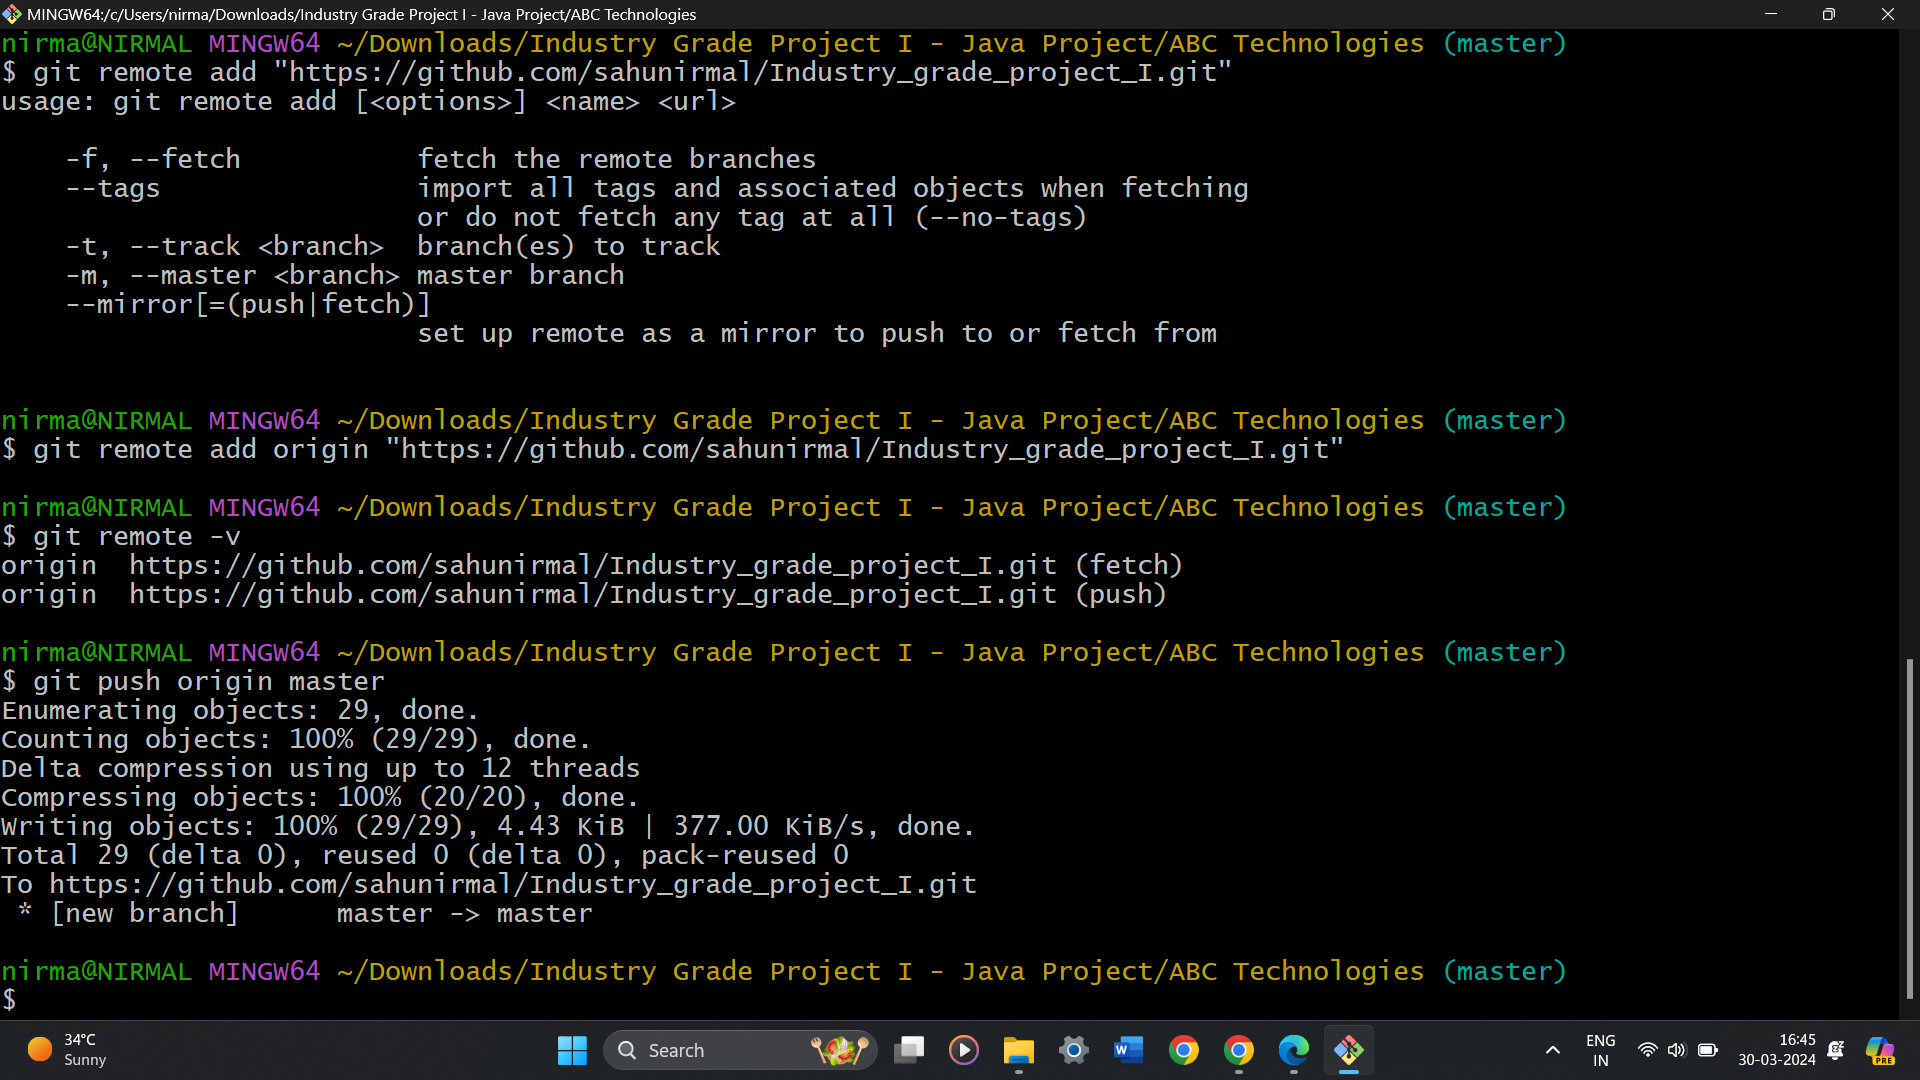 MINGW64:/c/Users/nirma/Downloads/Industry Grade Project I - Java Project/ABC Technologies
nirma@NIRMAL MINGW64 ~/Downloads/Industry Grade Project I - Java Project/ABC Technologies (master)
$ git remote add "https://github.com/sahunirmal/Industry_grade_project_I.git"
usage: git remote add [<options>] <name> <url>
-f, --fetch           fetch the remote branches
--tags                import all tags and associated objects when fetching
or do not fetch any tag at all (--no-tags)
-t, --track <branch>  branch(es) to track
-m, --master <branch> master branch
--mirror[=(push|fetch)]
set up remote as a mirror to push to or fetch from
nirma@NIRMAL MINGW64 ~/Downloads/Industry Grade Project I - Java Project/ABC Technologies (master)
$ git remote add origin "https://github.com/sahunirmal/Industry_grade_project_I.git"
nirma@NIRMAL MINGW64 ~/Downloads/Industry Grade Project I - Java Project/ABC Technologies (master)
$ git remote -v
origin  https://github.com/sahunirmal/Industry_grade_project_I.git (fetch)
origin  https://github.com/sahunirmal/Industry_grade_project_I.git (push)
nirma@NIRMAL MINGW64 ~/Downloads/Industry Grade Project I - Java Project/ABC Technologies (master)
$ git push origin master
Enumerating objects: 29, done.
Counting objects: 100% (29/29), done.
Delta compression using up to 12 threads
Compressing objects: 100% (20/20), done.
Writing objects: 100% (29/29), 4.43 KiB | 377.00 KiB/s, done.
Total 29 (delta 0), reused 0 (delta 0), pack-reused 0
To https://github.com/sahunirmal/Industry_grade_project_I.git
* [new branch]      master -> master
nirma@NIRMAL MINGW64 ~/Downloads/Industry Grade Project I - Java Project/ABC Technologies (master)
$
34°C
Sunny
Search
W
ENG
IN
16:45
30-03-2024
PRE